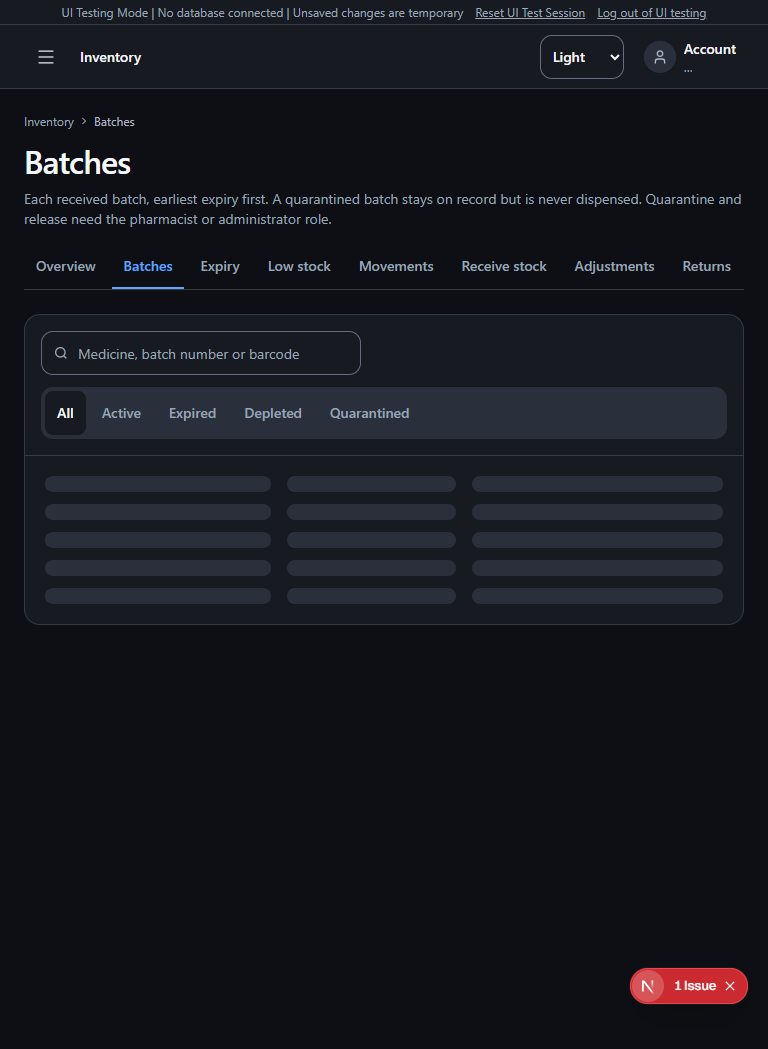 UI Testing Mode | No database connected | Unsaved changes are temporary Reset UI Test Session Log out of UI testing
Inventory
Light
Account
...
Inventory > Batches
Batches
Each received batch, earliest expiry first. A quarantined batch stays on record but is never dispensed. Quarantine and
release need the pharmacist or administrator role.
Overview Batches Expiry Low stock Movements Receive stock Adjustments Returns
Medicine, batch number or barcode
All Active Expired Depleted Quarantined
N 1 Issue